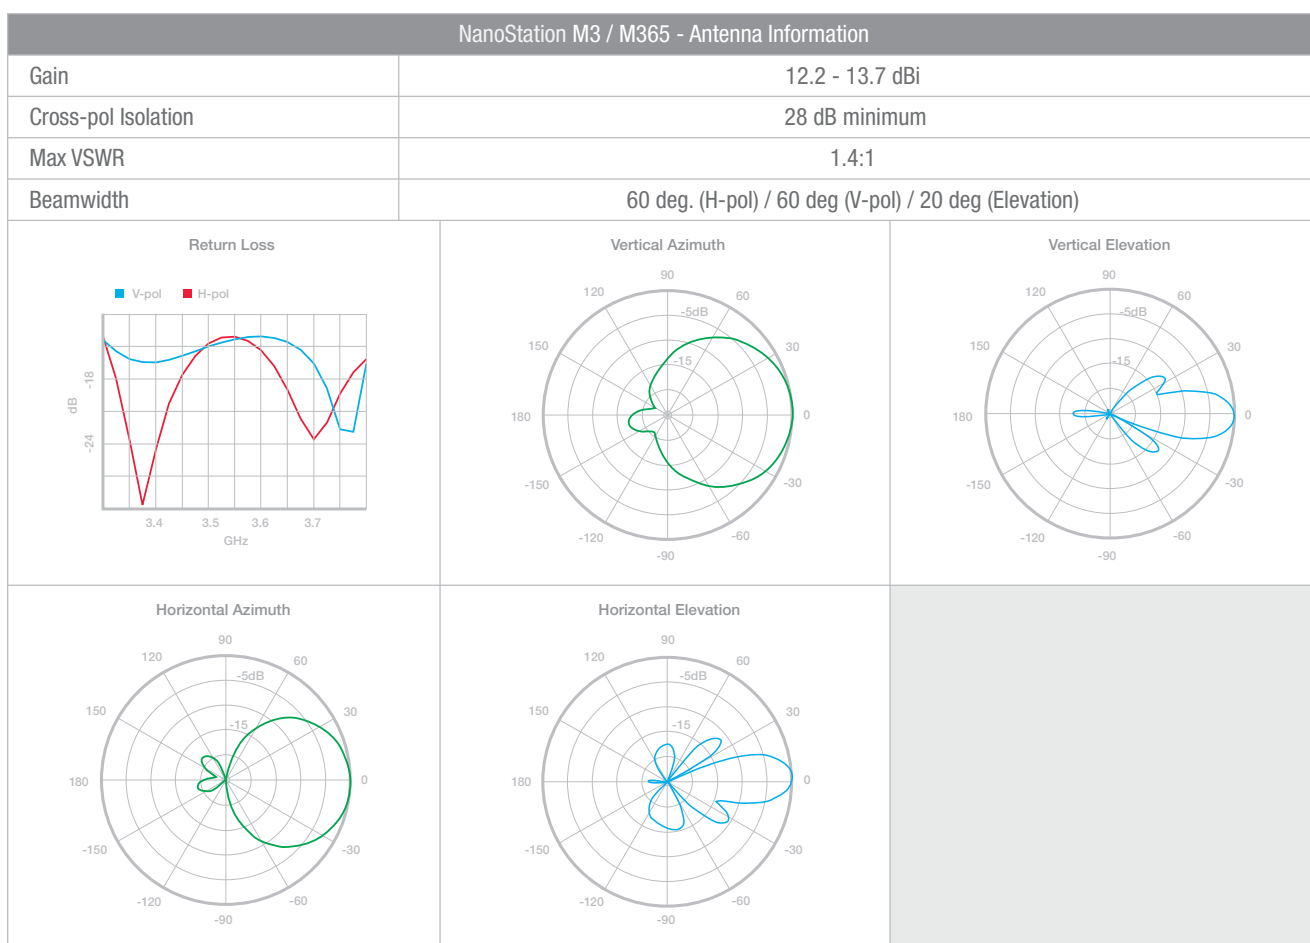 NanoStation M3 / M365 - Antenna Information
Gain 12.2 - 13.7 dBi
Cross-pol Isolation 28 dB minimum
Max VSWR 1.4:1
Beamwidth 60 deg. (H-pol) / 60 deg (V-pol) / 20 deg (Elevation)
Return Loss
V-pol H-pol
-18
dB
-24
3.4 3.5 3.6 3.7
GHz
Vertical Azimuth
90
120 60
-5dB
150 30
-15
180 0
-150 -30
-120 -60
-90
Vertical Elevation
90
120 60
-5dB
150 30
-15
180 0
-150 -30
-120 -60
-90
Horizontal Azimuth
90
120 60
-5dB
150 30
-15
180 0
-150 -30
-120 -60
-90
Horizontal Elevation
90
120 60
-5dB
150 30
-15
180 0
-150 -30
-120 -60
-90